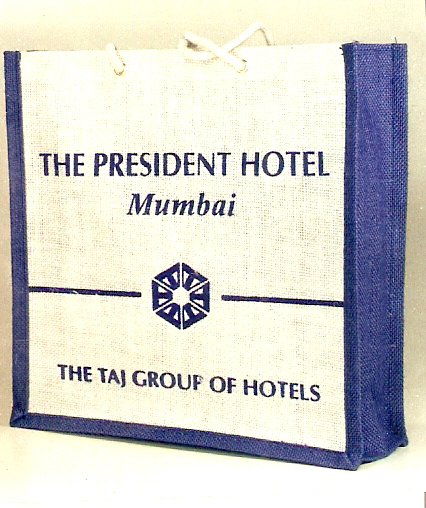 THE PRESIDENT HOTEL
Mumbai
THE TAJ GROUP OF HOTELS